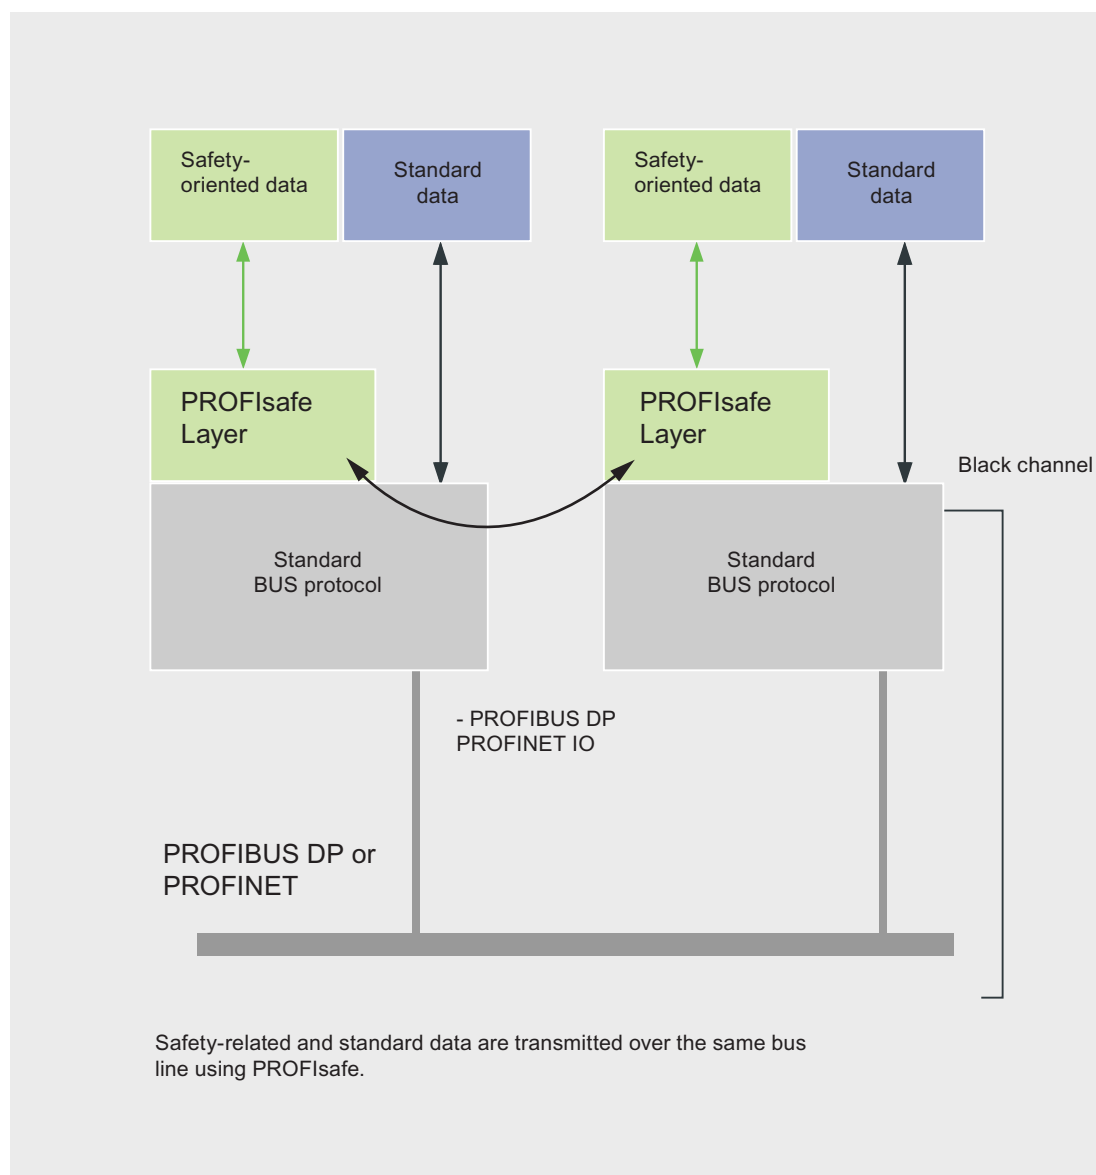 Safety-
oriented data
Standard
data
Safety-
oriented data
Standard
data
PROFIsafe
Layer
PROFIsafe
Layer
Black channel
Standard
BUS protocol
Standard
BUS protocol
- PROFIBUS DP
PROFINET IO
PROFIBUS DP or
PROFINET
Safety-related and standard data are transmitted over the same bus
line using PROFIsafe.